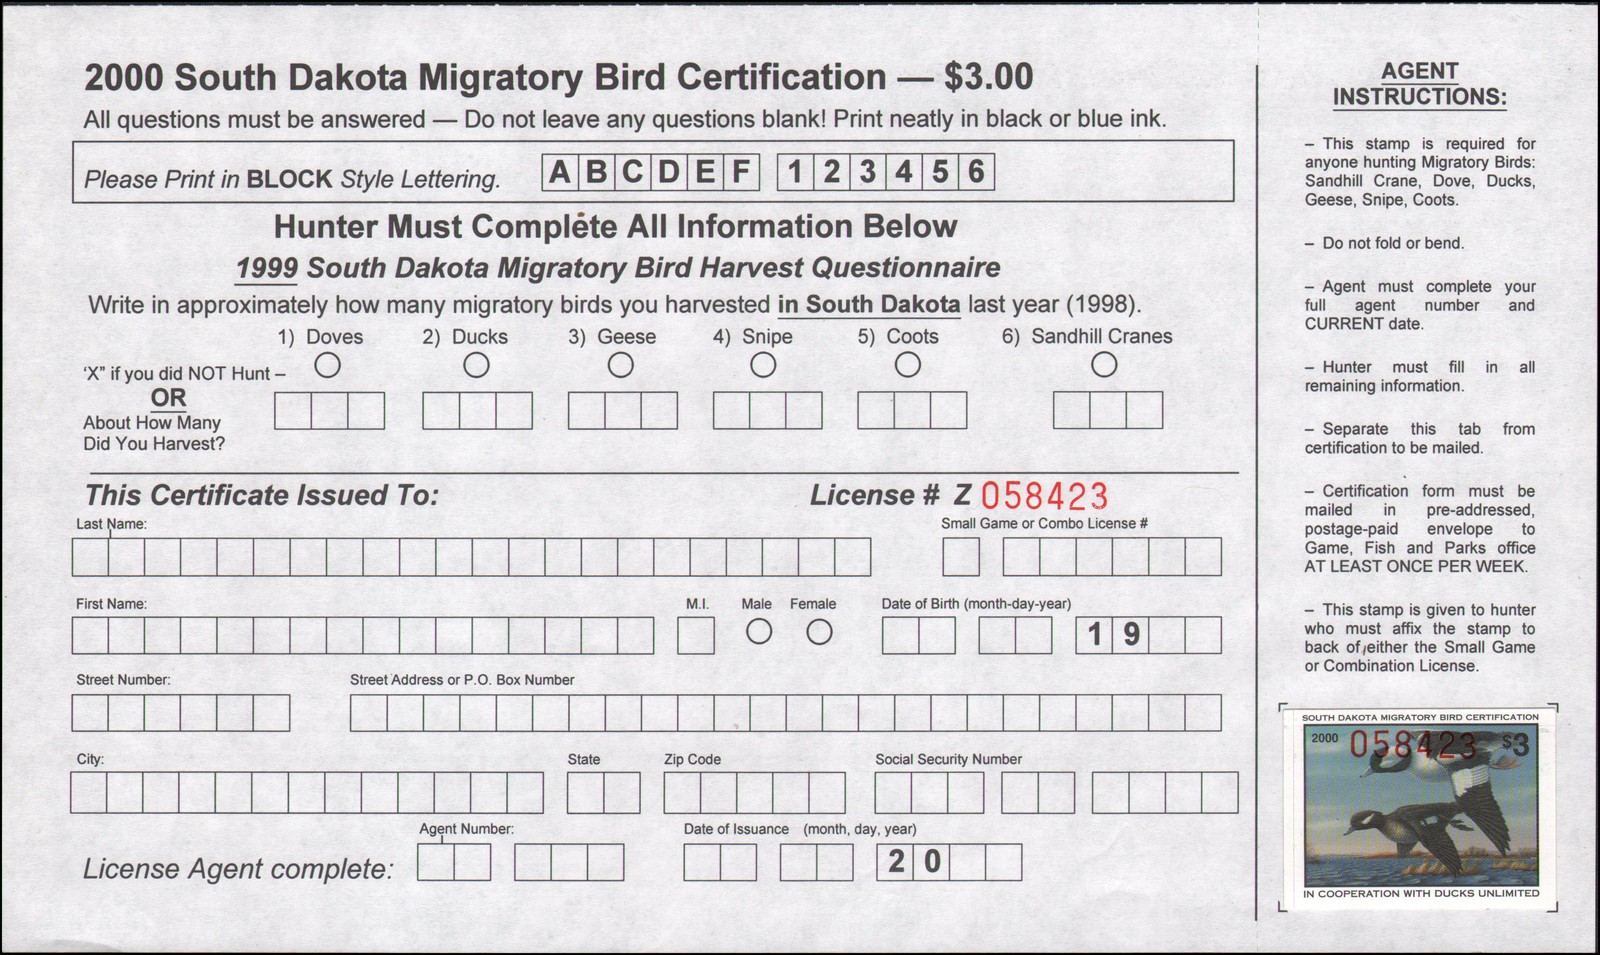 2000 South Dakota Migratory Bird Certification — $3.00
All questions must be answered — Do not leave any questions blank! Print neatly in black or blue ink.
Please Print in BLOCK Style Lettering. A B C D E F 1 2 3 4 5 6
Hunter Must Complete All Information Below
1999 South Dakota Migratory Bird Harvest Questionnaire
Write in approximately how many migratory birds you harvested in South Dakota last year (1998).
1) Doves 2) Ducks 3) Geese 4) Snipe 5) Coots 6) Sandhill Cranes
‘X” if you did NOT Hunt –
OR
About How Many
Did You Harvest?
This Certificate Issued To: License # Z 058423
Last Name: Small Game or Combo License #
First Name: M.I. Male Female Date of Birth (month-day-year)
1 9
Street Number: Street Address or P.O. Box Number
City: State Zip Code Social Security Number
Agent Number: Date of Issuance (month, day, year)
License Agent complete: 2 0
AGENT
INSTRUCTIONS:
– This stamp is required for
anyone hunting Migratory Birds:
Sandhill Crane, Dove, Ducks,
Geese, Snipe, Coots.
– Do not fold or bend.
– Agent must complete your
full agent number and
CURRENT date.
– Hunter must fill in all
remaining information.
– Separate this tab from
certification to be mailed.
– Certification form must be
mailed in pre-addressed,
postage-paid envelope to
Game, Fish and Parks office
AT LEAST ONCE PER WEEK.
– This stamp is given to hunter
who must affix the stamp to
back of either the Small Game
or Combination License.
SOUTH DAKOTA MIGRATORY BIRD CERTIFICATION
2000 058423 $3
IN COOPERATION WITH DUCKS UNLIMITED